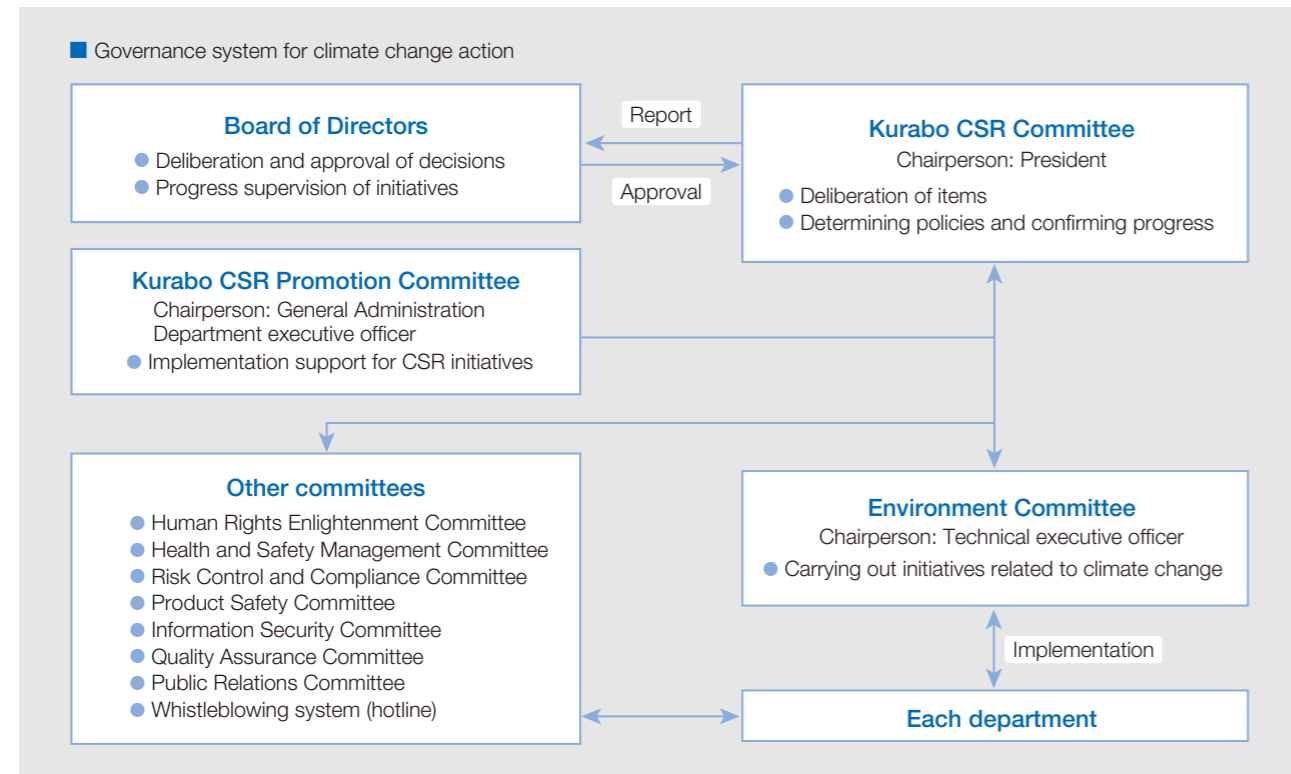 Governance system for climate change action
Board of Directors
Deliberation and approval of decisions
Progress supervision of initiatives
Report
Approval
Kurabo CSR Committee
Chairperson: President
Deliberation of items
Determining policies and confirming progress
Kurabo CSR Promotion Committee
Chairperson: General Administration
Department executive officer
Implementation support for CSR initiatives
Other committees
Human Rights Enlightenment Committee
Health and Safety Management Committee
Risk Control and Compliance Committee
Product Safety Committee
Information Security Committee
Quality Assurance Committee
Public Relations Committee
Whistleblowing system (hotline)
Environment Committee
Chairperson: Technical executive officer
Carrying out initiatives related to climate change
Implementation
Each department